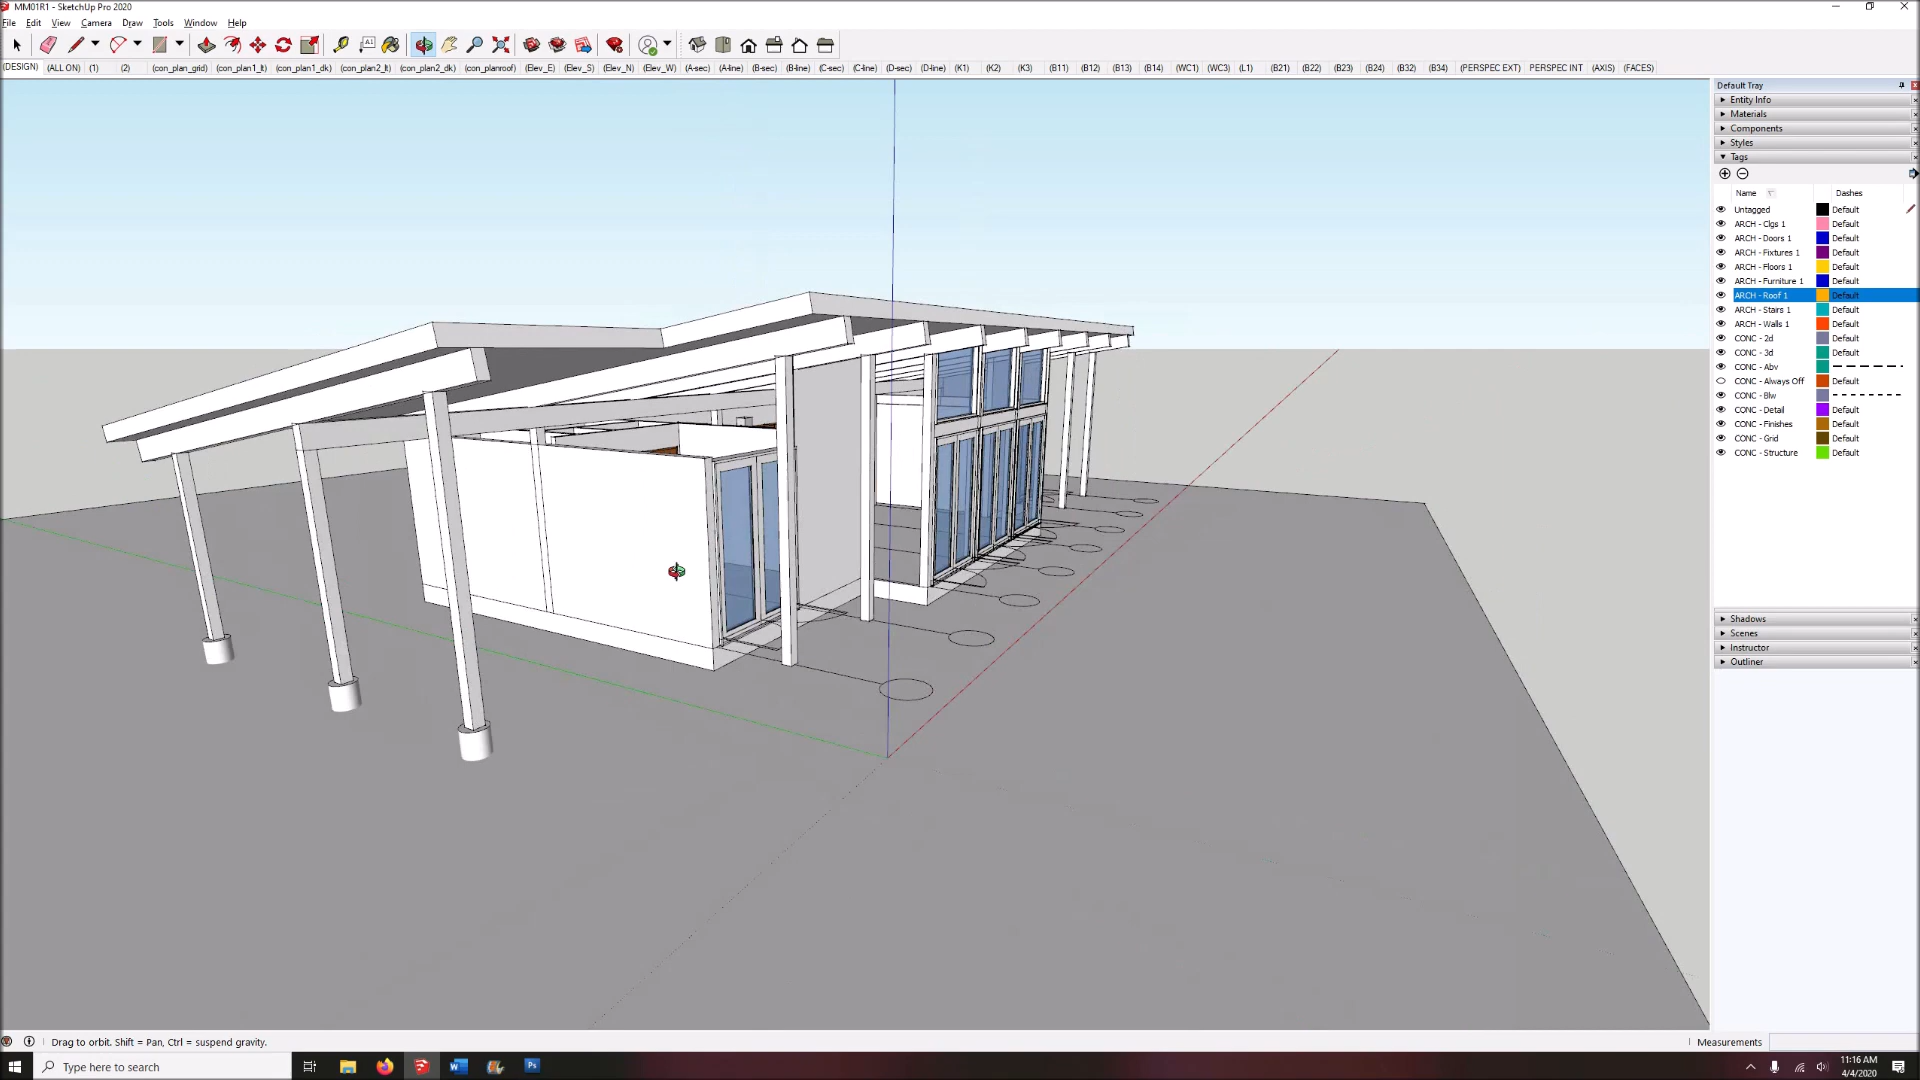 MM01R1 - SketchUp Pro 2020
File Edit View Camera Draw Tools Window Help
A1
(DESIGN) (ALL ON) (1) (2) (con_plan_grid) (con_plan1_lt) (con_plan1_dk) (con_plan2_lt) (con_plan2_dk) (con_planroof) (Elev_E) (Elev_S) (Elev_N) (Elev_W) (A-sec) (A-line) (B-sec) (B-line) (C-sec) (C-line) (D-sec) (D-line) (K1) (K2) (K3) (B11) (B12) (B13) (B14) (WC1) (WC3) (L1) (B21) (B22) (B23) (B24) (B32) (B34) (PERSPEC EXT) PERSPEC INT (AXIS) (FACES)
Default Tray
Entity Info
Materials
Components
Styles
Tags
Name Dashes
Untagged Default
ARCH - Clgs 1 Default
ARCH - Doors 1 Default
ARCH - Fixtures 1 Default
ARCH - Floors 1 Default
ARCH - Furniture 1 Default
ARCH - Roof 1 Default
ARCH - Stairs 1 Default
ARCH - Walls 1 Default
CONC - 2d Default
CONC - 3d Default
CONC - Abv
CONC - Always Off Default
CONC - Blw
CONC - Detail Default
CONC - Finishes Default
CONC - Grid Default
CONC - Structure Default
Shadows
Scenes
Instructor
Outliner
Drag to orbit. Shift = Pan, Ctrl = suspend gravity.
Measurements
Type here to search
Ps
11:16 AM
4/4/2020